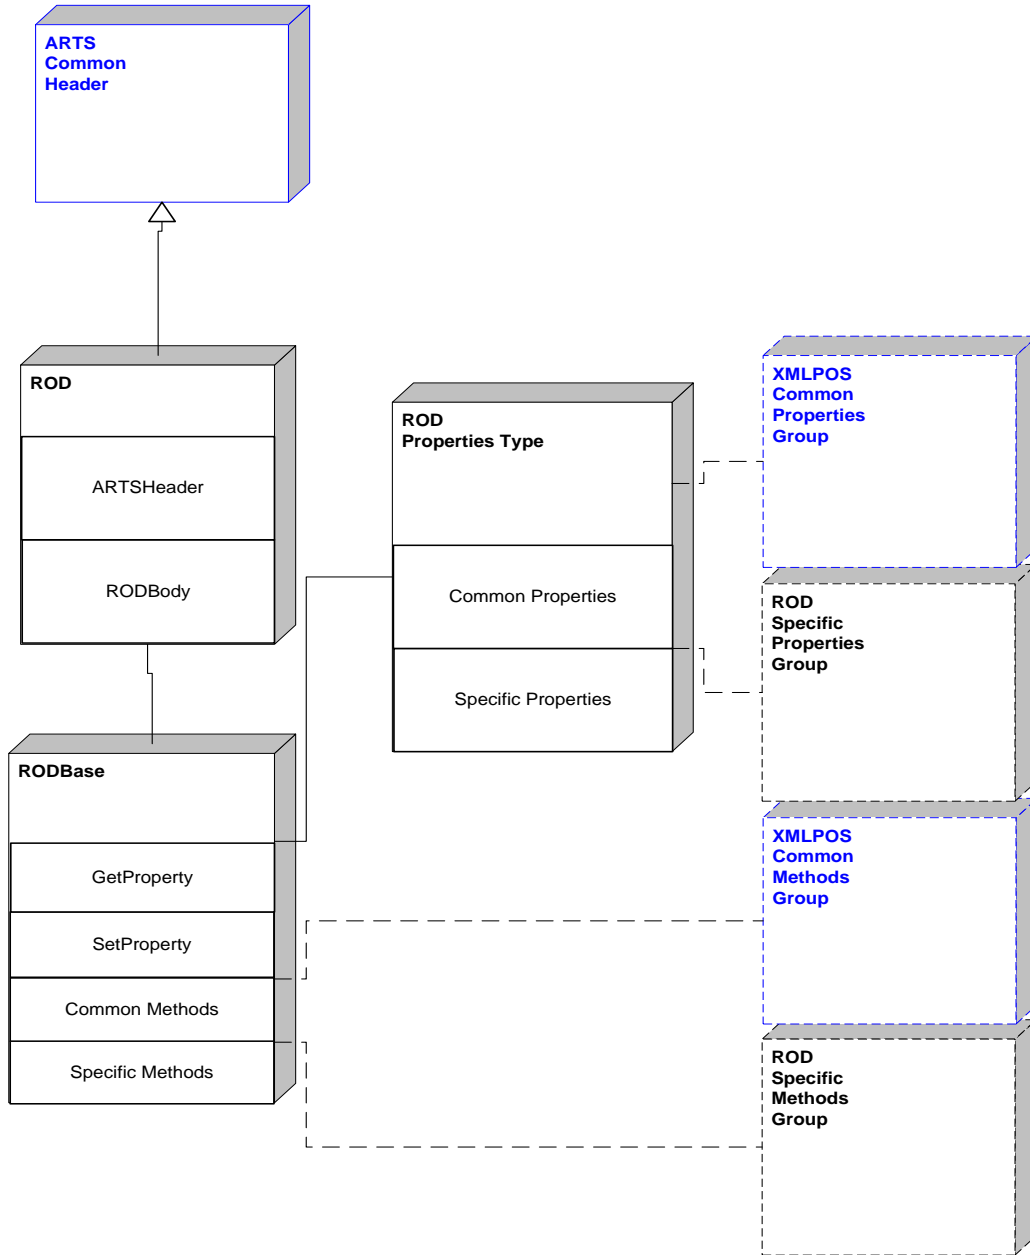 ARTS
Common
Header
ROD
ARTSHeader
RODBody
ROD
Properties Type
Common Properties
Specific Properties
XMLPOS
Common
Properties
Group
ROD
Specific
Properties
Group
RODBase
GetProperty
SetProperty
Common Methods
Specific Methods
XMLPOS
Common
Methods
Group
ROD
Specific
Methods
Group